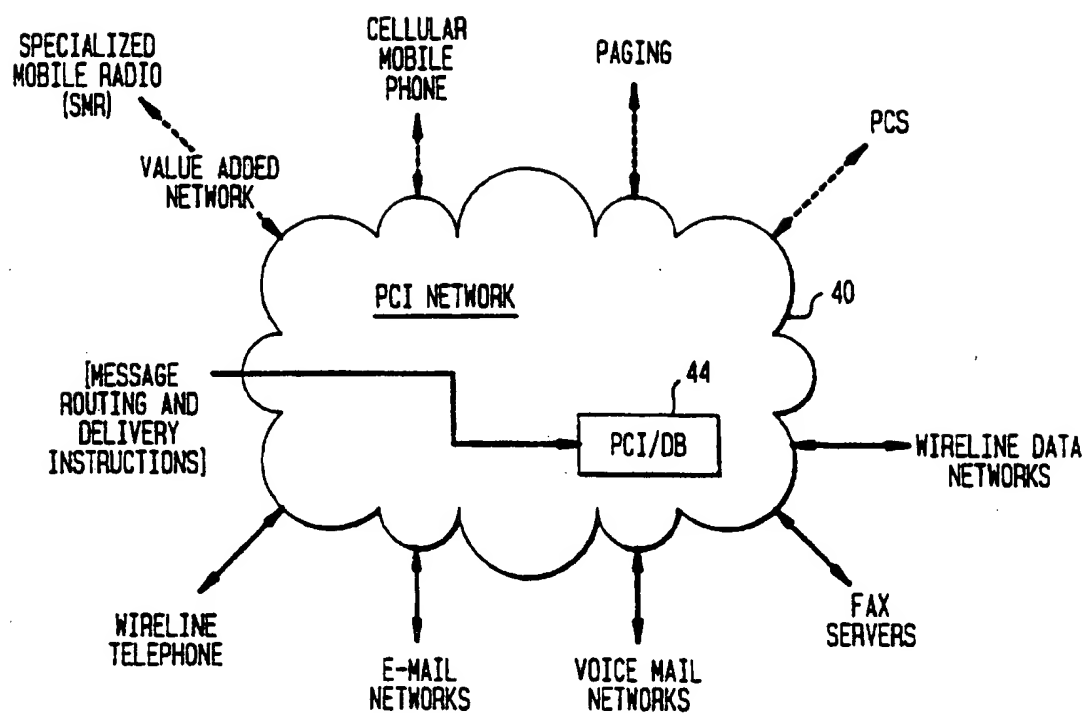 SPECIALIZED
MOBILE RADIO
(SMR)
CELLULAR
MOBILE
PHONE
PAGING
PCS
VALUE ADDED
NETWORK
PCI NETWORK
40
[MESSAGE
ROUTING AND
DELIVERY
INSTRUCTIONS]
44
PCI/DB
WIRELINE DATA
NETWORKS
WIRELINE
TELEPHONE
E-MAIL
NETWORKS
VOICE MAIL
NETWORKS
FAX
SERVERS